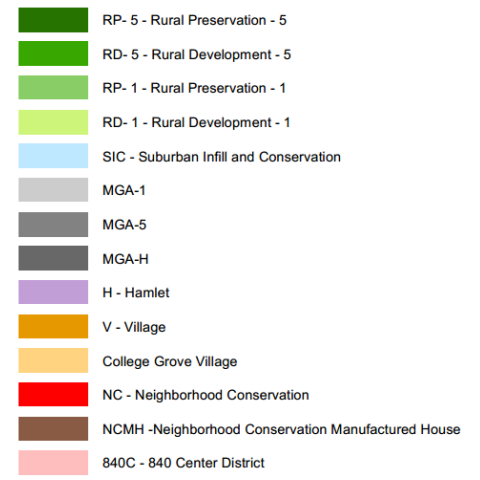 RP- 5 - Rural Preservation - 5
RD- 5 - Rural Development - 5
RP- 1 - Rural Preservation - 1
RD- 1 - Rural Development - 1
SIC - Suburban Infill and Conservation
MGA-1
MGA-5
MGA-H
H - Hamlet
V - Village
College Grove Village
NC - Neighborhood Conservation
NCMH -Neighborhood Conservation Manufactured House
840C - 840 Center District